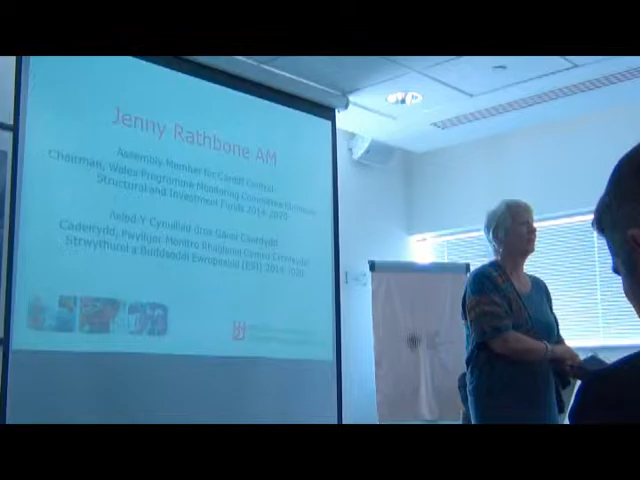 Jenny Rathbone AM
Assembly Member for Cardiff Central
Chairman, Wales Programme Monitoring Committee European
Structural and Investment Funds 2014-2020
Aelod Y Cynulliad dros Ganol Caerdydd
Cadeirydd, Pwyllgor Monitro Rhaglenni Cymru Cronfeydd
Strwythurol a Buddsoddi Ewropeaidd (ESI) 2014-2020